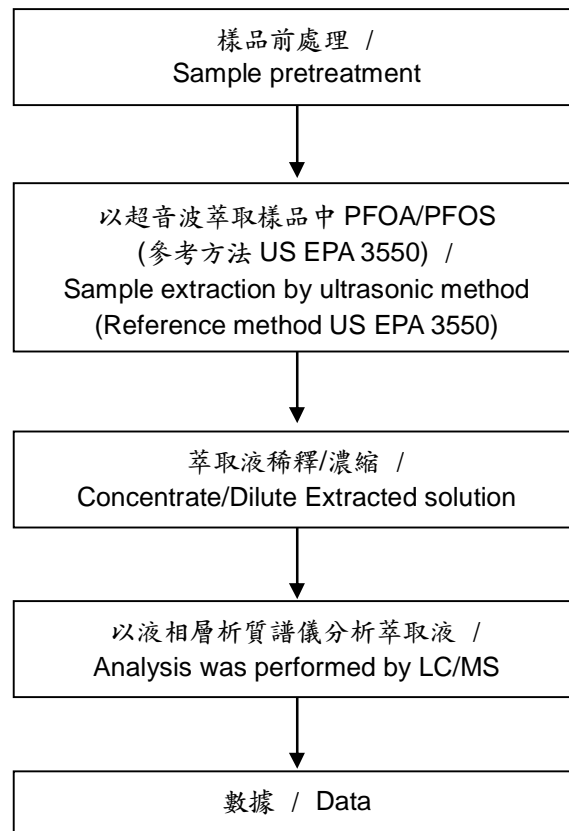 樣品前處理 /
Sample pretreatment
以超音波萃取樣品中 PFOA/PFOS
(參考方法 US EPA 3550) /
Sample extraction by ultrasonic method
(Reference method US EPA 3550)
萃取液稀釋/濃縮 /
Concentrate/Dilute Extracted solution
以液相層析質譜儀分析萃取液 /
Analysis was performed by LC/MS
數據 / Data